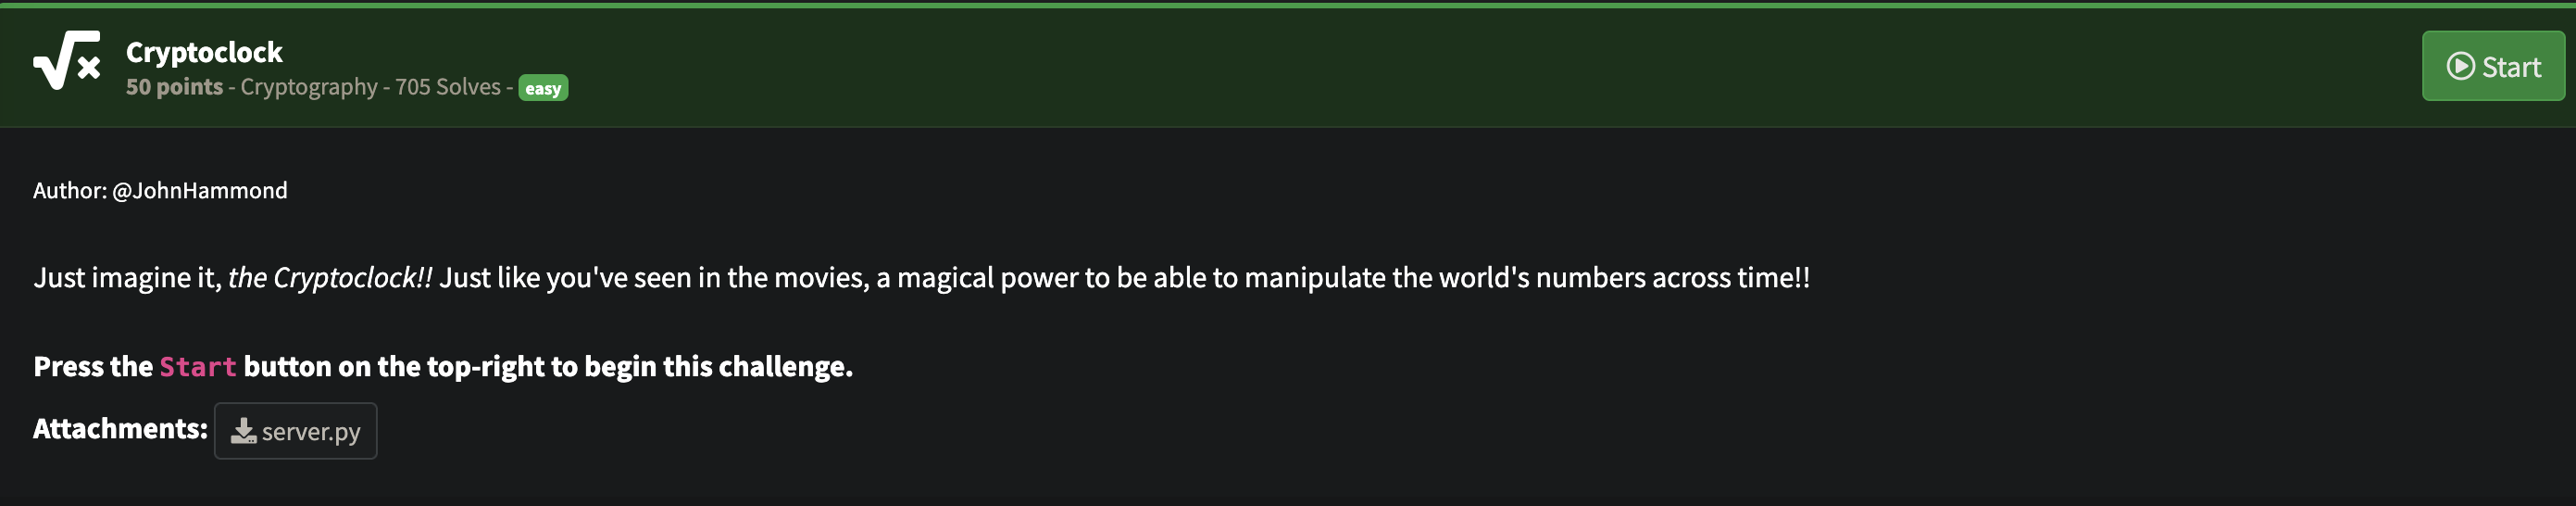 Cryptoclock
50 points - Cryptography - 705 Solves - easy
Start
Author: @JohnHammond
Just imagine it, the Cryptoclock!! Just like you've seen in the movies, a magical power to be able to manipulate the world's numbers across time!!
Press the Start button on the top-right to begin this challenge.
Attachments: server.py